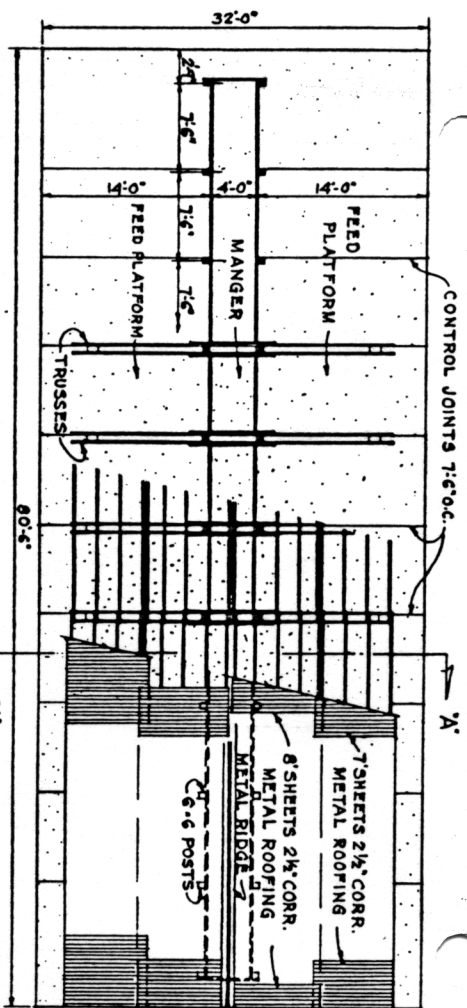 32'-0"
2'-9"
7'-6"
7'-6"
7'-6"
14'-0"
4'-0"
14'-0"
FEED PLATFORM
MANGER
FEED
PLATFORM
CONTROL JOINTS 7'-6" O.C.
TRUSSES
80'-6"
"A"
7' SHEETS 2½" CORR.
METAL ROOFING
8' SHEETS 2½" CORR.
METAL ROOFING
METAL RIDGE
6·6 POSTS